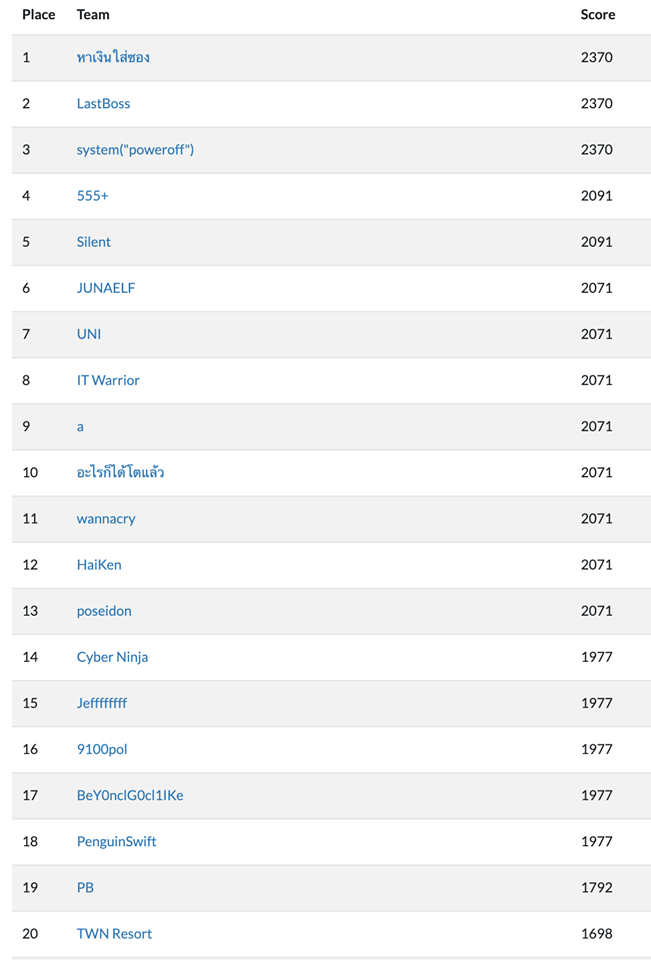 Place Team Score
1 หาเงินใส่ซอง 2370
2 LastBoss 2370
3 system("poweroff") 2370
4 555+ 2091
5 Silent 2091
6 JUNAELF 2071
7 UNI 2071
8 IT Warrior 2071
9 a 2071
10 อะไรก็ได้โตแล้ว 2071
11 wannacry 2071
12 HaiKen 2071
13 poseidon 2071
14 Cyber Ninja 1977
15 Jeffffffff 1977
16 9100pol 1977
17 BeY0nclG0cl1IKe 1977
18 PenguinSwift 1977
19 PB 1792
20 TWN Resort 1698